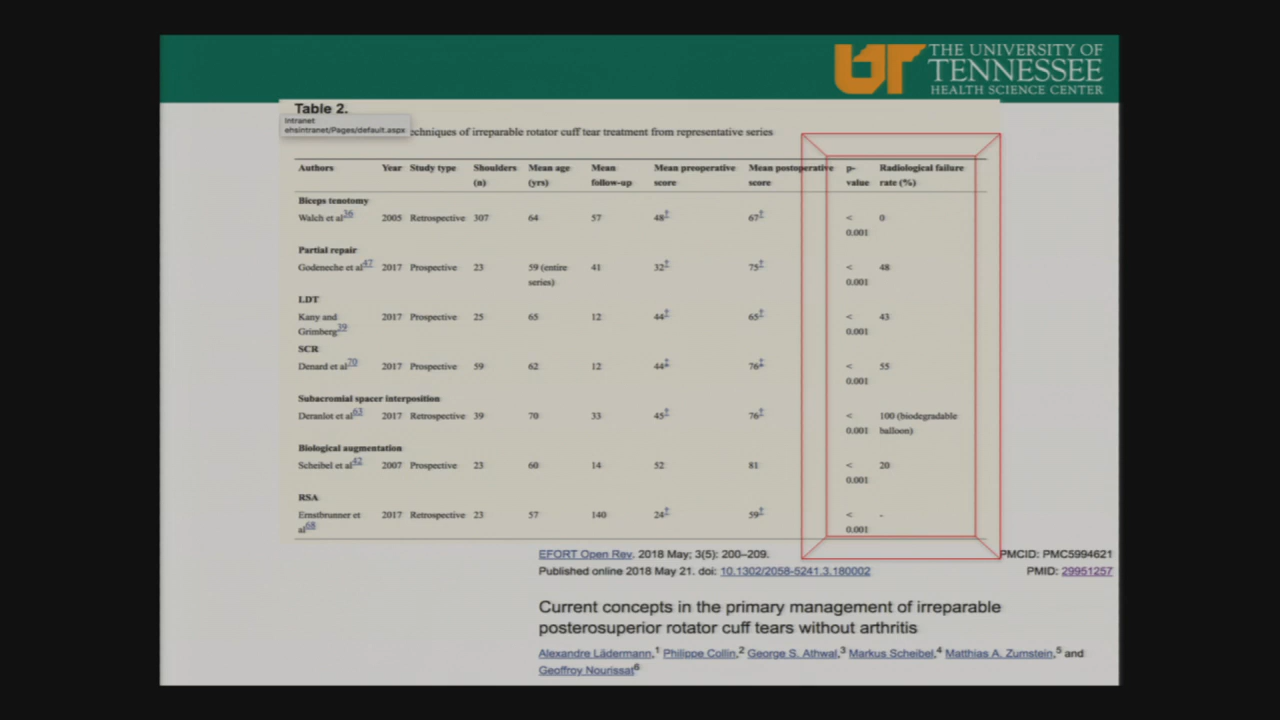 THE UNIVERSITY OF
TENNESSEE
HEALTH SCIENCE CENTER
Table 2.
Intranet
ehsintranet/Pages/default.aspx
echniques of irreparable rotator cuff tear treatment from representative series
Authors Year Study type Shoulders (n) Mean age (yrs) Mean follow-up Mean preoperative score Mean postoperative score p-value Radiological failure rate (%)
Biceps tenotomy
Walch et al56 2005 Retrospective 307 64 57 48‡ 67‡ < 0.001 0
Partial repair
Godeneche et al47 2017 Prospective 23 59 (entire series) 41 32‡ 75‡ < 0.001 48
LDT
Kany and Grimberg39 2017 Prospective 25 65 12 44‡ 65‡ < 0.001 43
SCR
Denard et al70 2017 Prospective 59 62 12 44‡ 76‡ < 0.001 55
Subacromial spacer interposition
Deranlot et al63 2017 Retrospective 39 70 33 45‡ 76‡ < 0.001 100 (biodegradable balloon)
Biological augmentation
Scheibel et al42 2007 Prospective 23 60 14 52 81 < 0.001 20
RSA
Ernstbrunner et al68 2017 Retrospective 23 57 140 24‡ 59‡ < 0.001 -
EFORT Open Rev. 2018 May; 3(5): 200–209. PMCID: PMC5994621
Published online 2018 May 21. doi: 10.1302/2058-5241.3.180002 PMID: 29951257
Current concepts in the primary management of irreparable
posterosuperior rotator cuff tears without arthritis
Alexandre Lädermann,1 Philippe Collin,2 George S. Athwal,3 Markus Scheibel,4 Matthias A. Zumstein,5 and
Geoffroy Nourissat6